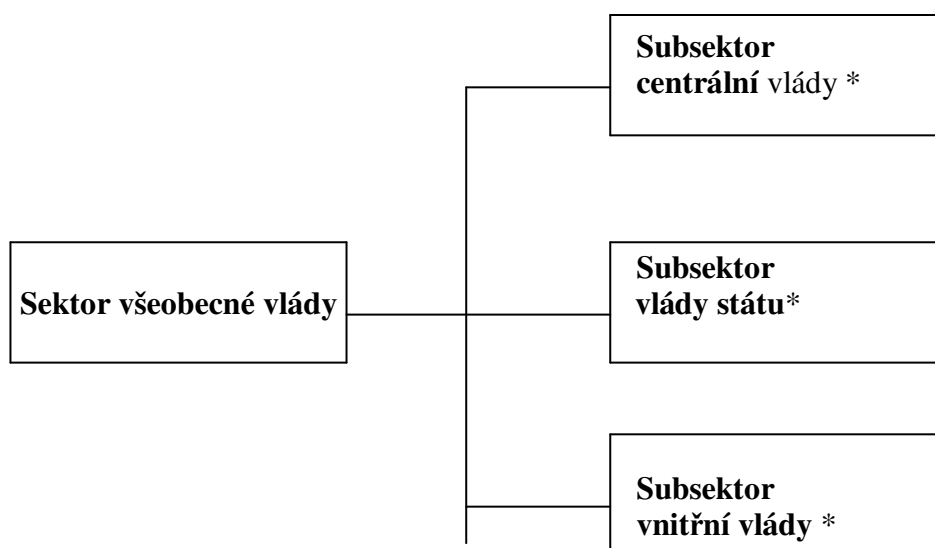 Subsektor
centrální vlády *
Sektor všeobecné vlády
Subsektor
vlády státu*
Subsektor
vnitřní vlády *